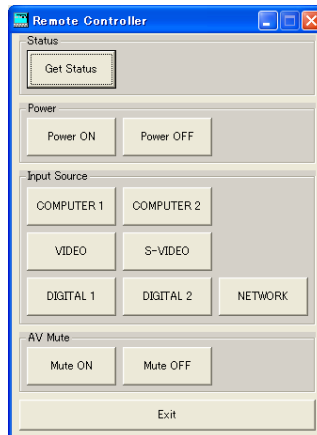 Remote Controller
Status
Get Status
Power
Power ON Power OFF
Input Source
COMPUTER 1 COMPUTER 2
VIDEO S-VIDEO
DIGITAL 1 DIGITAL 2 NETWORK
AV Mute
Mute ON Mute OFF
Exit